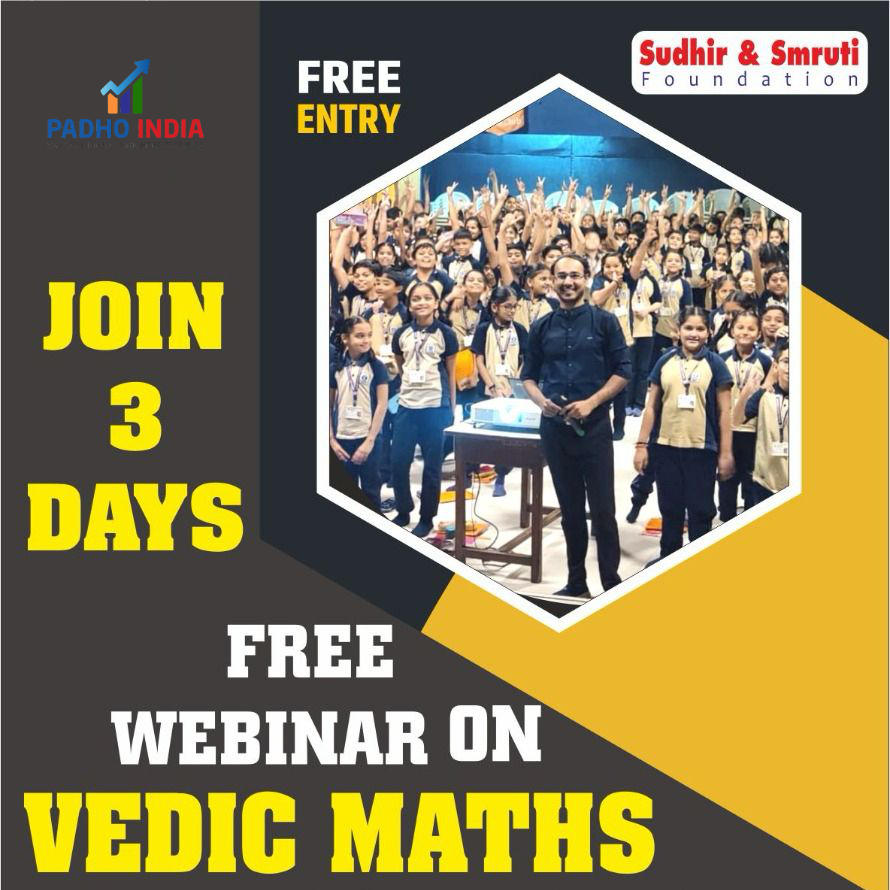 PADHO INDIA
FREE
ENTRY
Sudhir & Smruti
Foundation
JOIN
3
DAYS
FREE
WEBINAR ON
VEDIC MATHS